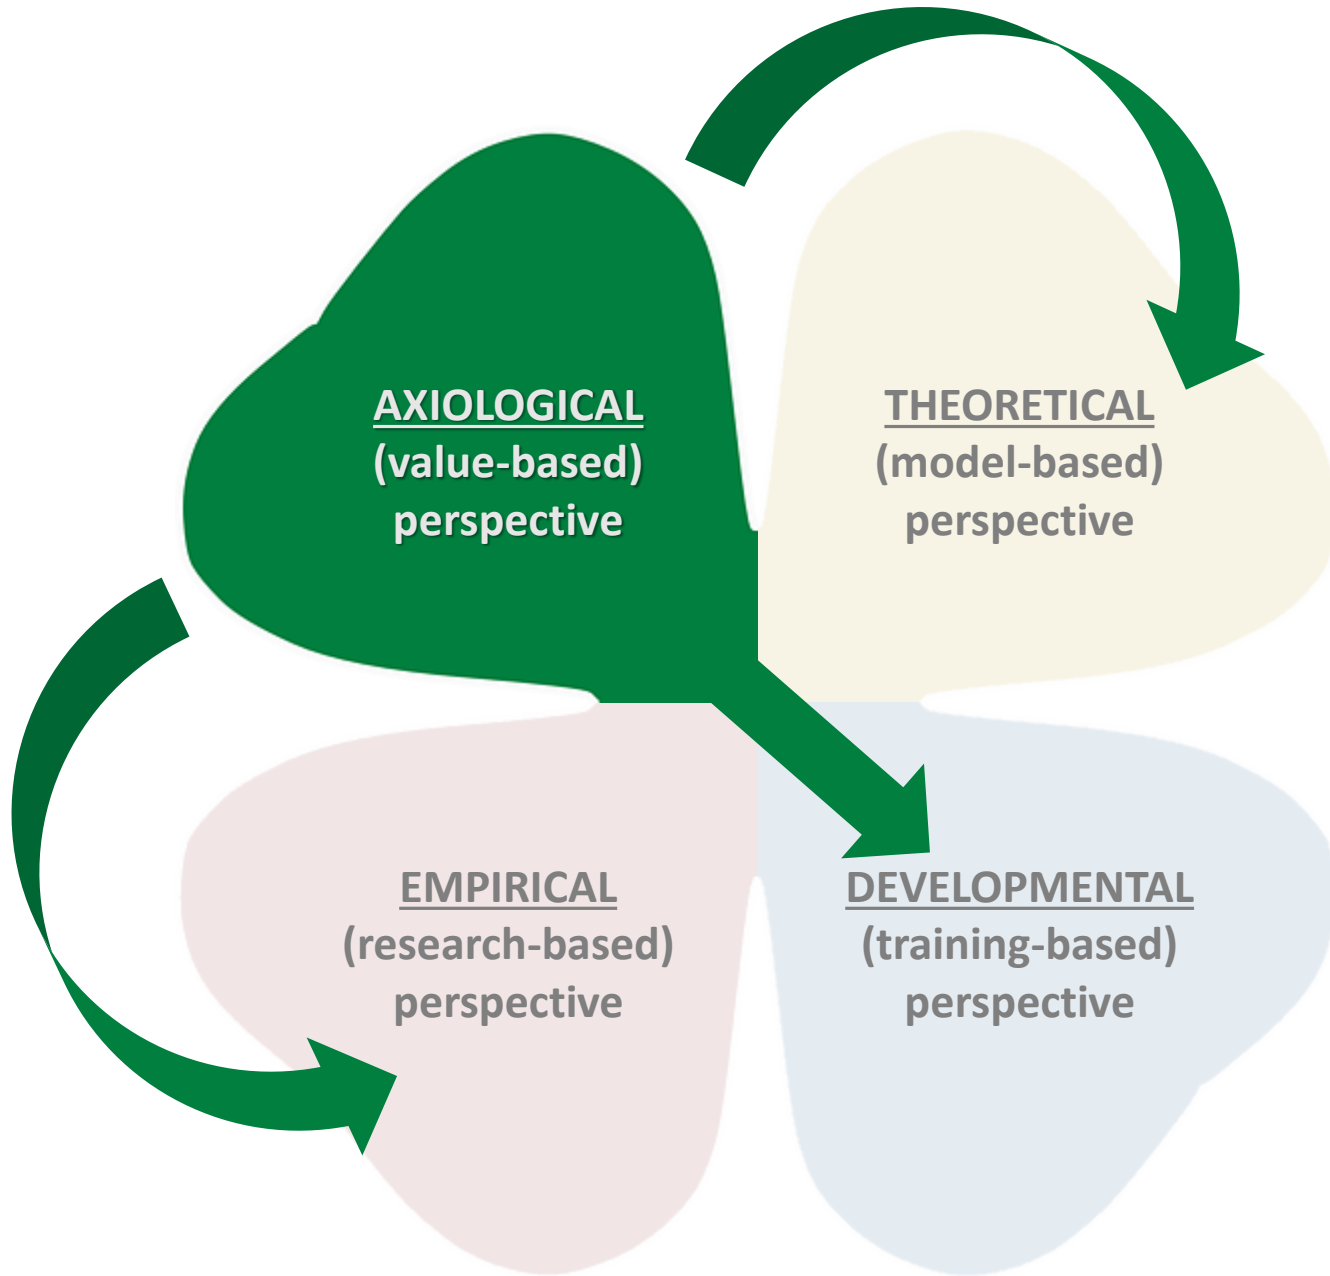 AXIOLOGICAL
(value-based)
perspective
THEORETICAL
(model-based)
perspective
EMPIRICAL
(research-based)
perspective
DEVELOPMENTAL
(training-based)
perspective